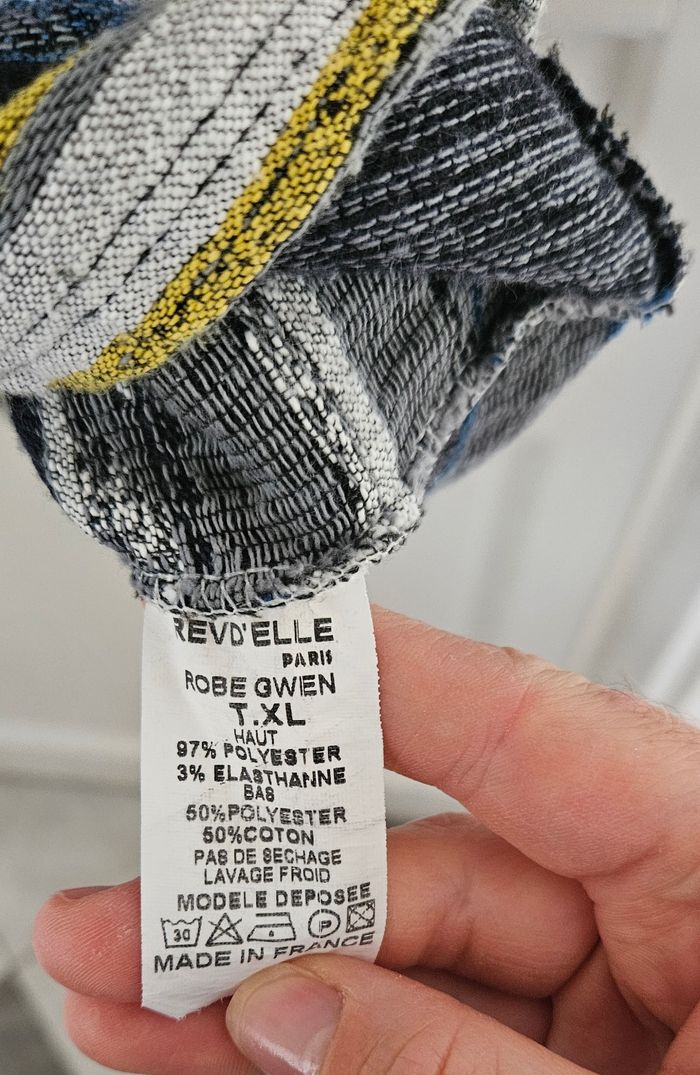 REVD'ELLE
PARIS
ROBE GWEN
T.XL
HAUT
97% POLYESTER
3% ELASTHANNE
BAS
50%POLYESTER
50%COTON
PAS DE SECHAGE
LAVAGE FROID
MODELE DEPOSEE
30 P
MADE IN FRANCE